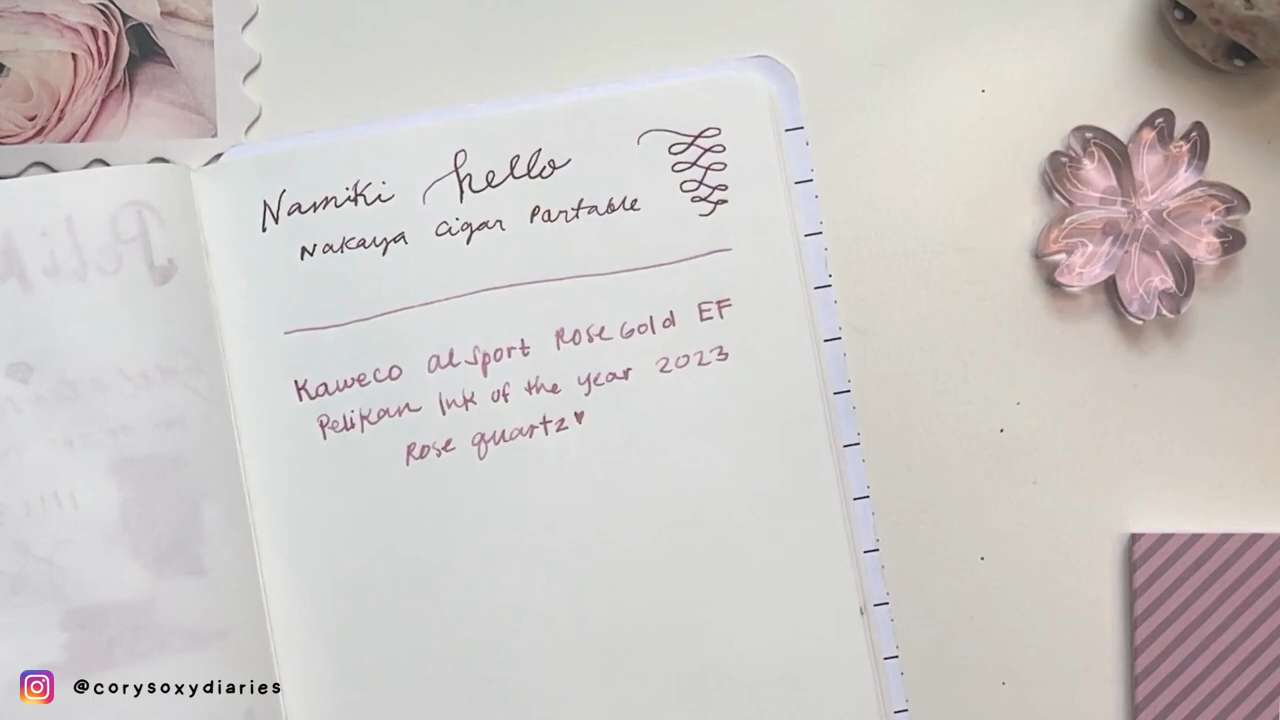 Namiki hello
Nakaya Cigar Partable
Kaweco al Sport Rose Gold EF
Pelikan Ink of the year 2023
Rose quartz♥
Pelik
@corysoxydiaries